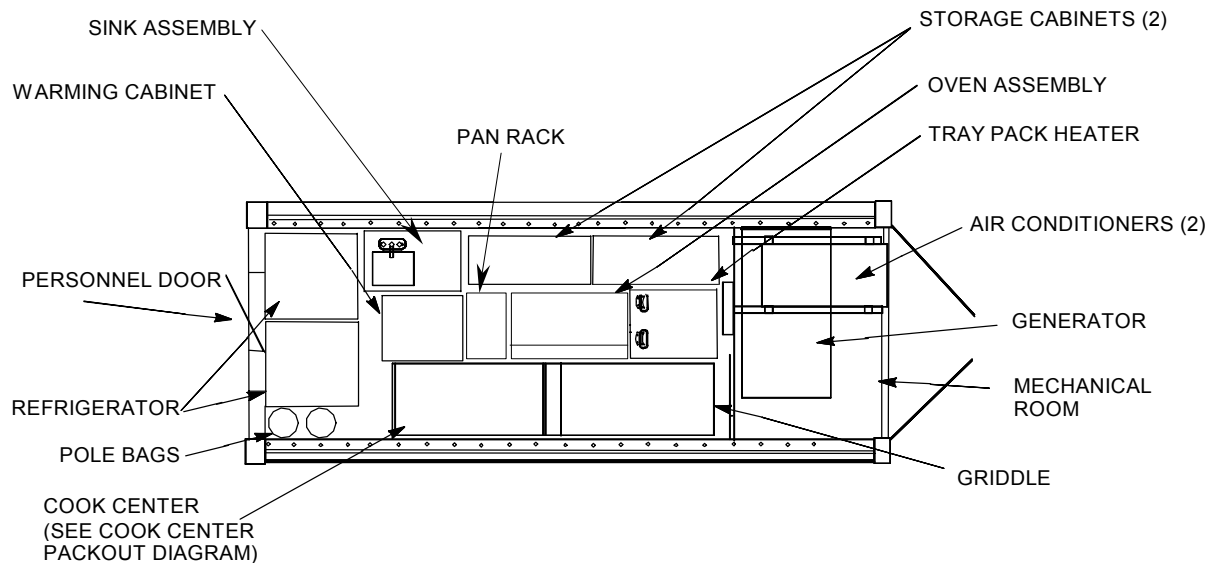 STORAGE CABINETS (2)
SINK ASSEMBLY
OVEN ASSEMBLY
WARMING CABINET
TRAY PACK HEATER
PAN RACK
AIR CONDITIONERS (2)
PERSONNEL DOOR
GENERATOR
MECHANICAL
ROOM
REFRIGERATOR
POLE BAGS
GRIDDLE
COOK CENTER
(SEE COOK CENTER
PACKOUT DIAGRAM)